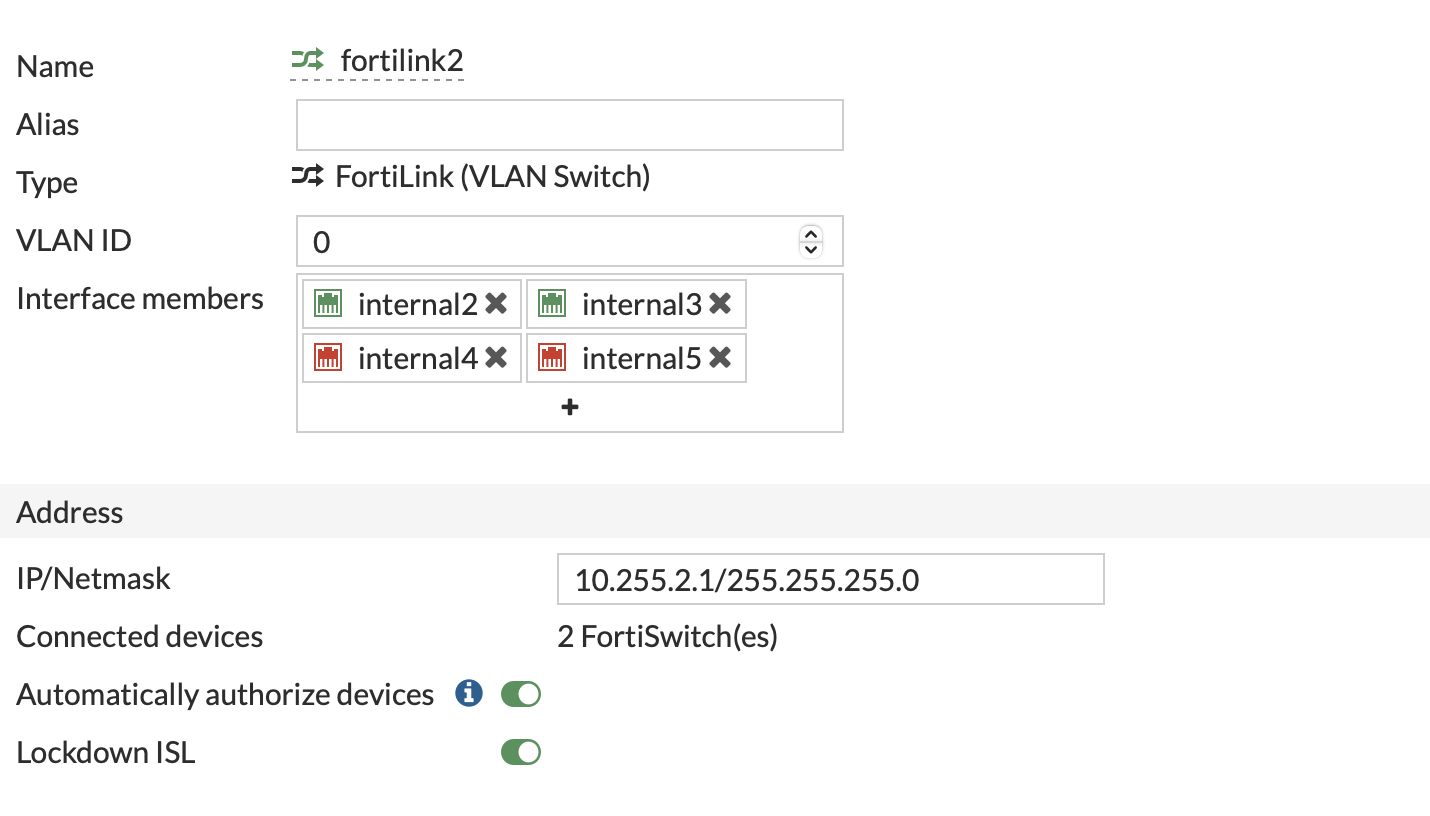 Name fortilink2
Alias
Type FortiLink (VLAN Switch)
VLAN ID 0
Interface members internal2 internal3
internal4 internal5
Address
IP/Netmask 10.255.2.1/255.255.255.0
Connected devices 2 FortiSwitch(es)
Automatically authorize devices
Lockdown ISL